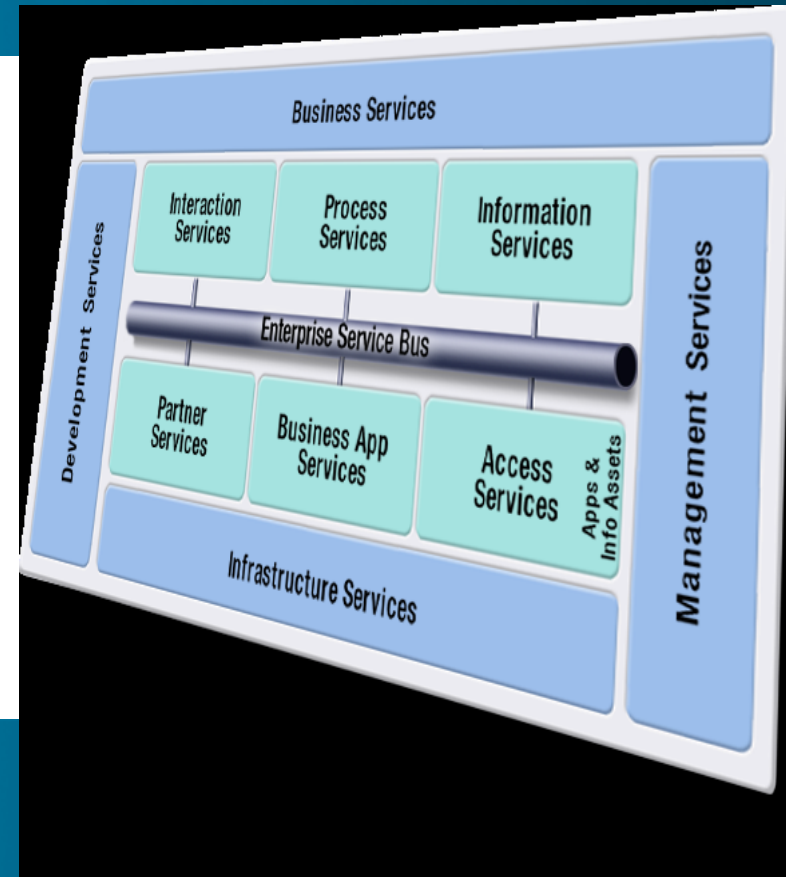 Business Services
Development Services
Interaction
Services
Process
Services
Information
Services
Enterprise Service Bus
Partner
Services
Business App
Services
Access
Services
Apps &
Info Assets
Management Services
Infrastructure Services